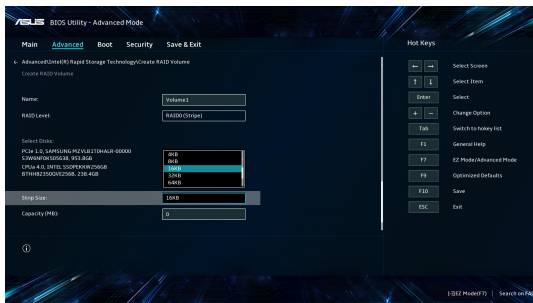 ASUS BIOS Utility - Advanced Mode
Main Advanced Boot Security Save & Exit
Hot Keys
← Advanced\Intel(R) Rapid Storage Technology\Create RAID Volume
Create RAID Volume
Name: Volume1
RAID Level: RAID0 (Stripe)
Select Disks:
PCIe 1.0, SAMSUNG MZVLB1T0HALR-00000
S3W6NF0K505638, 953.8GB
CPUa 4.0, INTEL SSDPEKKW256G8
BTHH82350QVE256B, 238.4GB
4KB
8KB
16KB
32KB
64KB
Strip Size: 16KB
Capacity (MB): 0
← → Select Screen
↑ ↓ Select Item
Enter Select
+ − Change Option
Tab Switch to hokey list
F1 General Help
F7 EZ Mode/Advanced Mode
F9 Optimized Defaults
F10 Save
ESC Exit
EZ Mode(F7) | Search on FAQ